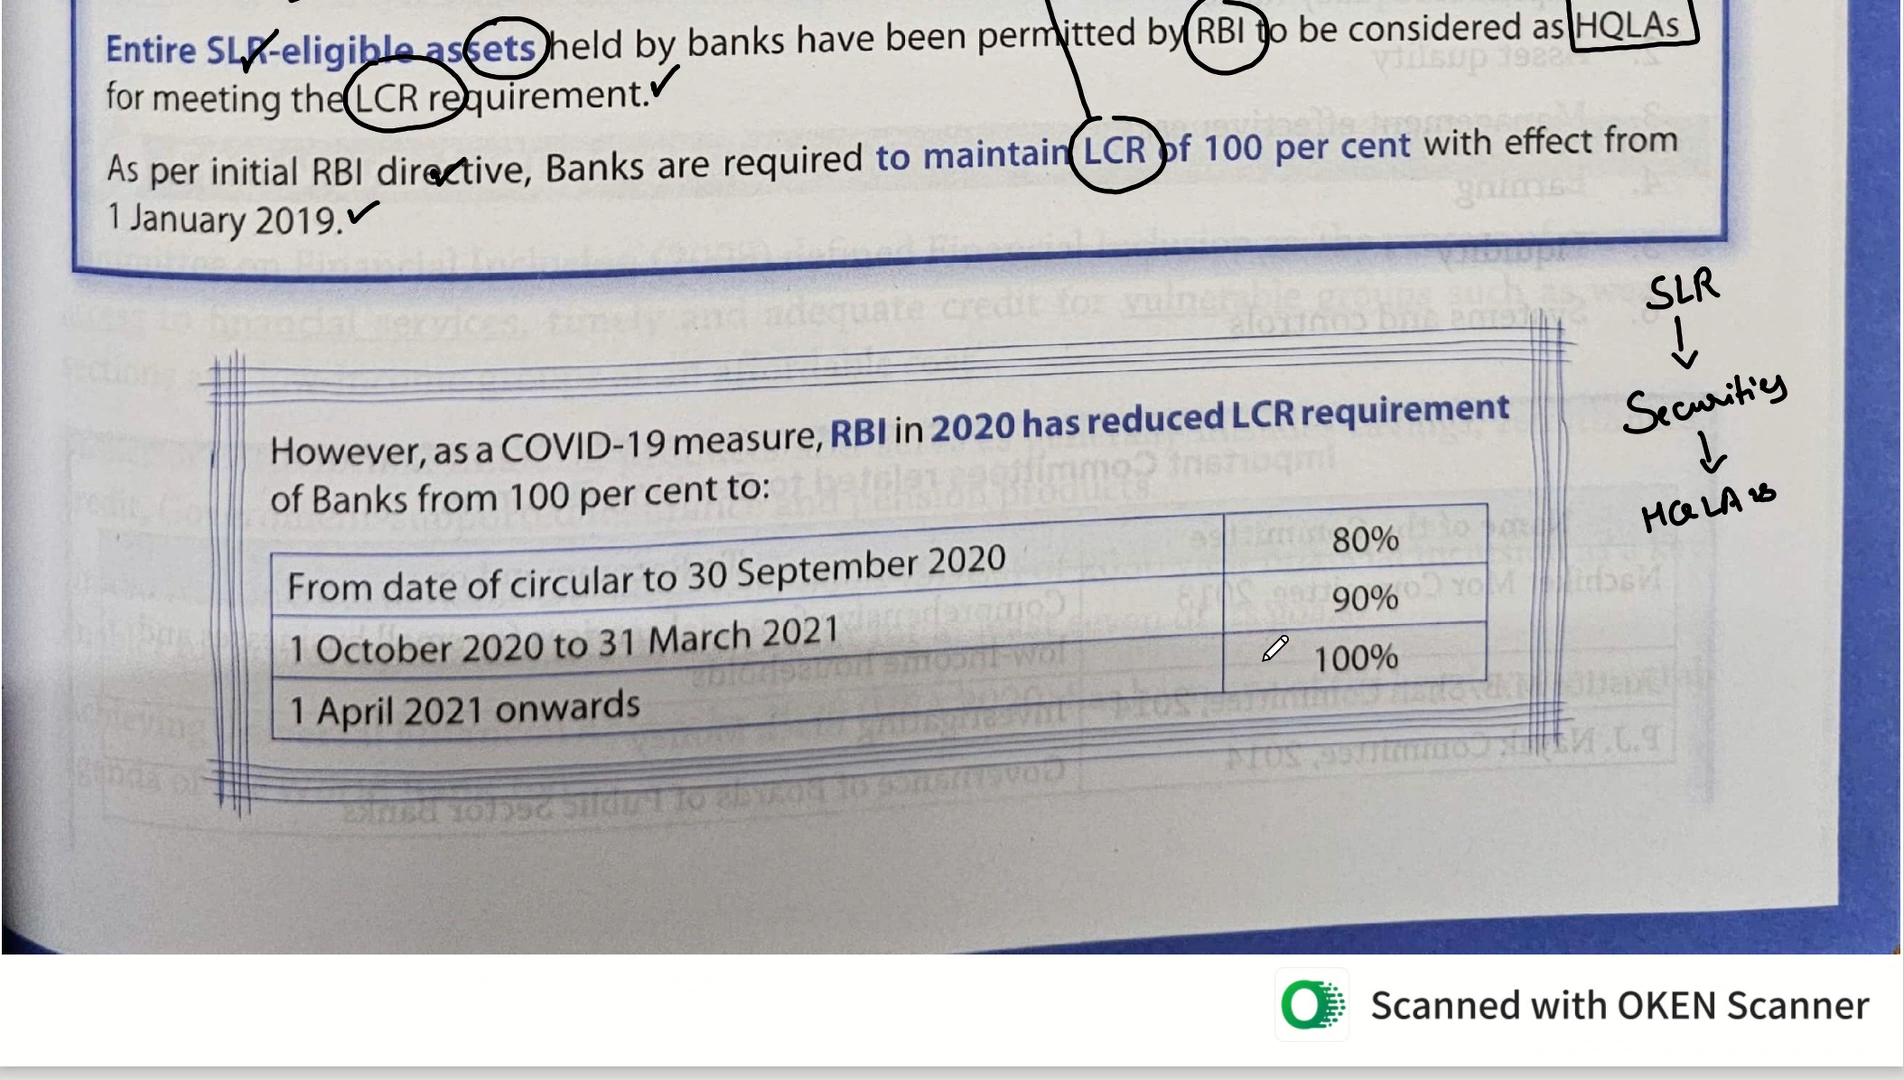 Entire SLR-eligible assets held by banks have been permitted by RBI to be considered as HQLAs
for meeting the LCR requirement.
As per initial RBI directive, Banks are required to maintain LCR of 100 per cent with effect from
1 January 2019.
SLR
Securities
HQLAs
However, as a COVID-19 measure, RBI in 2020 has reduced LCR requirement
of Banks from 100 per cent to:
From date of circular to 30 September 2020 80%
1 October 2020 to 31 March 2021 90%
1 April 2021 onwards 100%
Scanned with OKEN Scanner